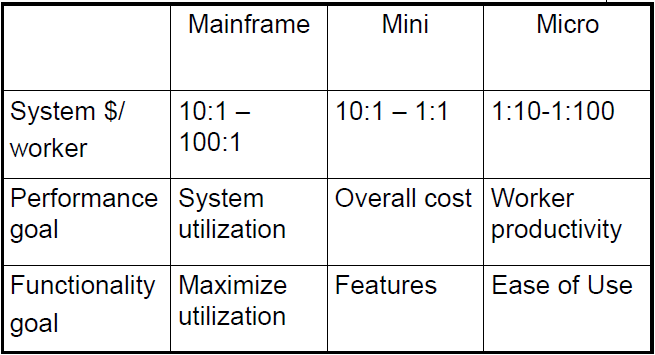 Mainframe Mini Micro
System $/ 10:1 – 10:1 – 1:1 1:10-1:100
worker 100:1
Performance System Overall cost Worker
goal utilization productivity
Functionality Maximize Features Ease of Use
goal utilization